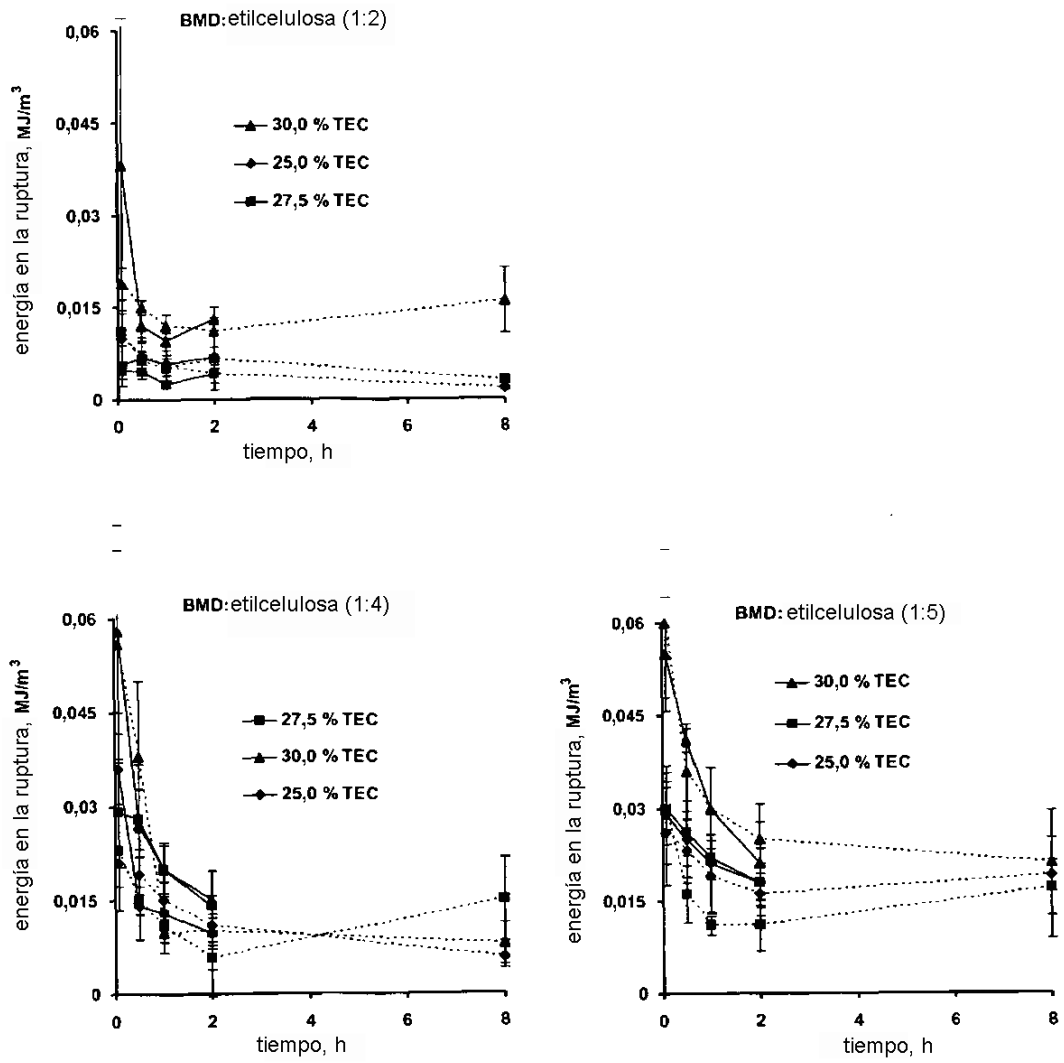 BMD: etilcelulosa (1:2)
energía en la ruptura, MJ/m³
0,06
0,045
0,03
0,015
0
30,0 % TEC
25,0 % TEC
27,5 % TEC
0 2 4 6 8
tiempo, h
BMD: etilcelulosa (1:4)
energía en la ruptura, MJ/m³
0,06
0,045
0,03
0,015
0
27,5 % TEC
30,0 % TEC
25,0 % TEC
0 2 4 6 8
tiempo, h
BMD: etilcelulosa (1:5)
energía en la ruptura, MJ/m³
0,06
0,045
0,03
0,015
0
30,0 % TEC
27,5 % TEC
25,0 % TEC
0 2 4 6 8
tiempo, h